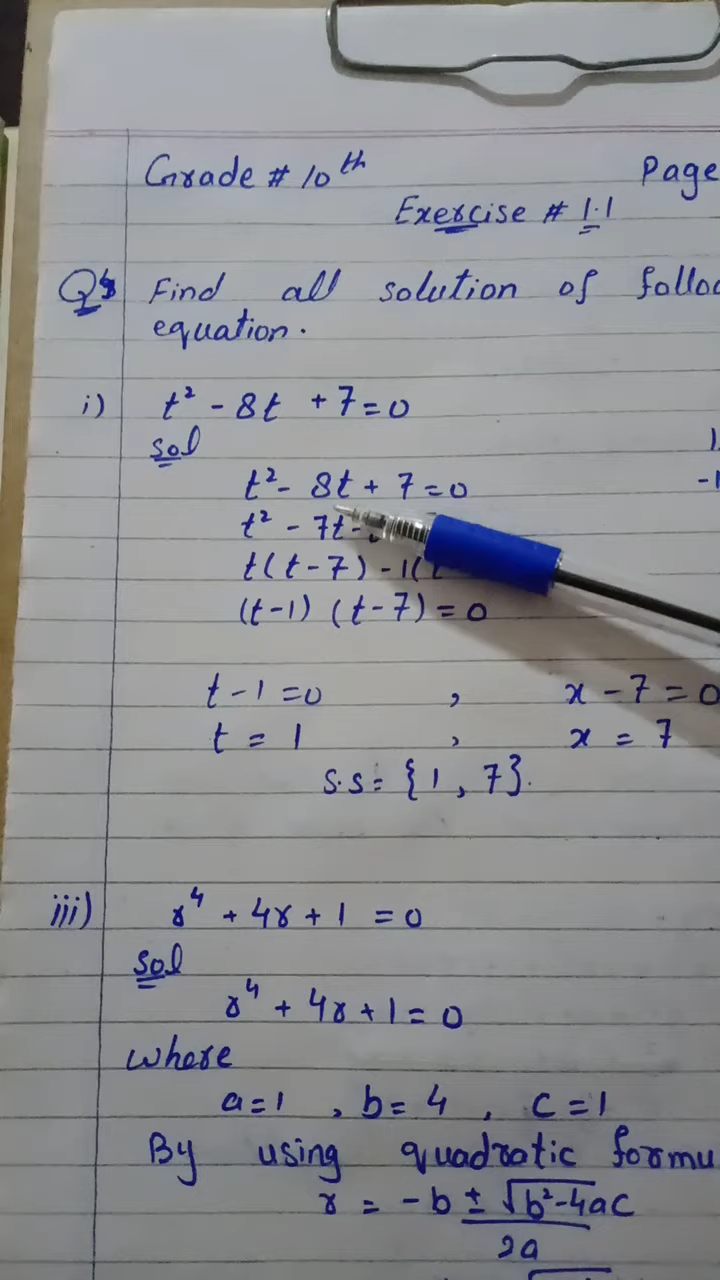 Grade # 10th Page
Exercise # 1.1
Find all solution of
equation.
i) t² - 8t + 7 = 0
Sol
t² - 8t + 7 = 0
t² - 7t -
t(t-7) - 1(t
(t-1) (t-7) = 0
t - 1 = 0 , x - 7 = 0
t = 1 , x = 7
S.S = {1, 7}.
iii) r⁴ + 4r + 1 = 0
Sol
r⁴ + 4r + 1 = 0
where
a = 1 , b = 4 , c = 1
By using quadratic formu
r = -b ± √b²-4ac
2a